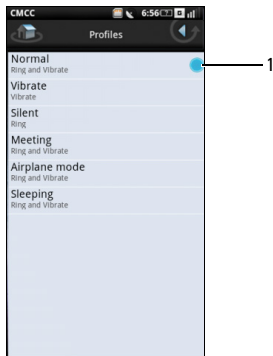 CMCC 6:56
Profiles
1
Normal
Ring and Vibrate
Vibrate
Vibrate
Silent
Ring
Meeting
Ring and Vibrate
Airplane mode
Ring and Vibrate
Sleeping
Ring and Vibrate